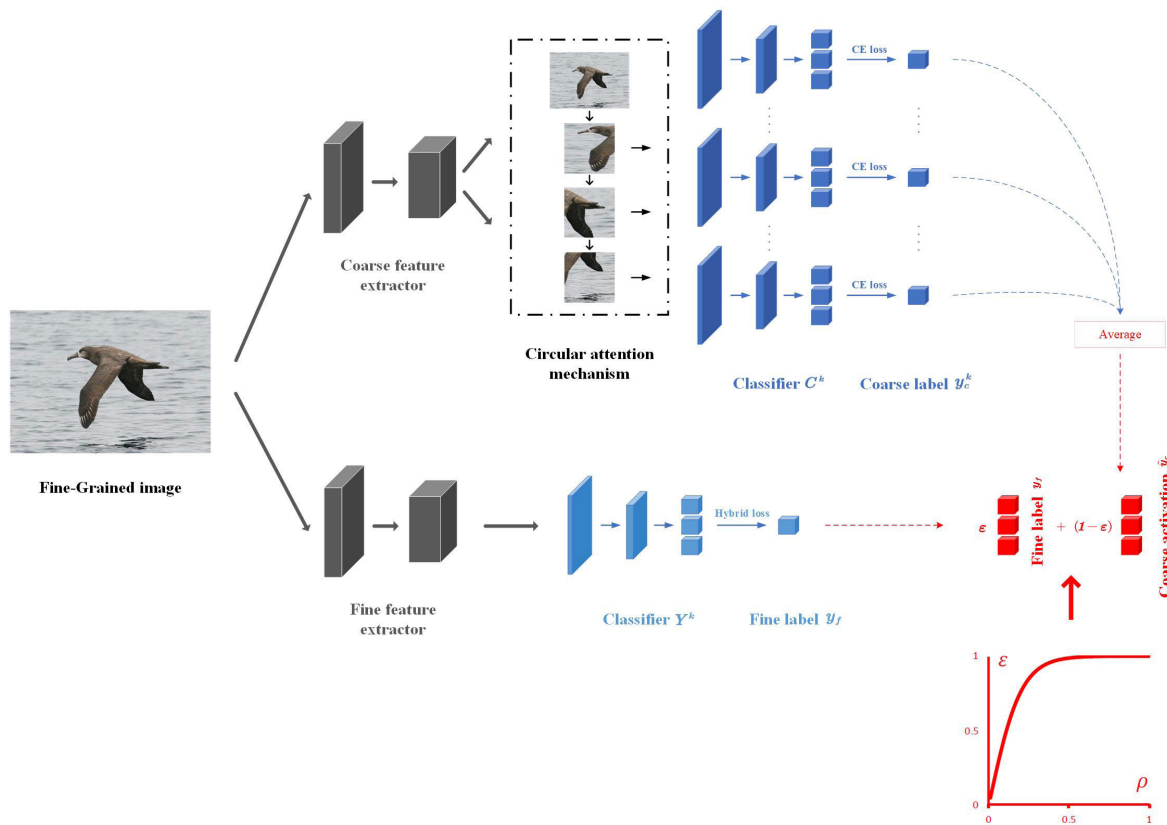 CE loss
CE loss
CE loss
Coarse feature
extractor
Circular attention
mechanism
Classifier C^k
Coarse label y_c^k
Average
Fine-Grained image
Fine feature
extractor
Hybrid loss
Classifier Y^k
Fine label y_f
ε
Fine label y_f
+ (1−ε)
1
ε
0.5
ρ
0
0
0.5
1